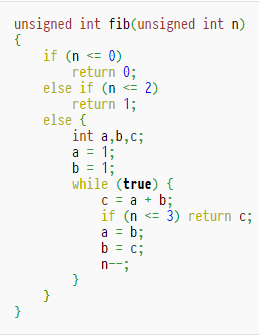 unsigned int fib(unsigned int n)
{
    if (n <= 0)
        return 0;
    else if (n <= 2)
        return 1;
    else {
        int a,b,c;
        a = 1;
        b = 1;
        while (true) {
            c = a + b;
            if (n <= 3) return c;
            a = b;
            b = c;
            n--;
        }
    }
}